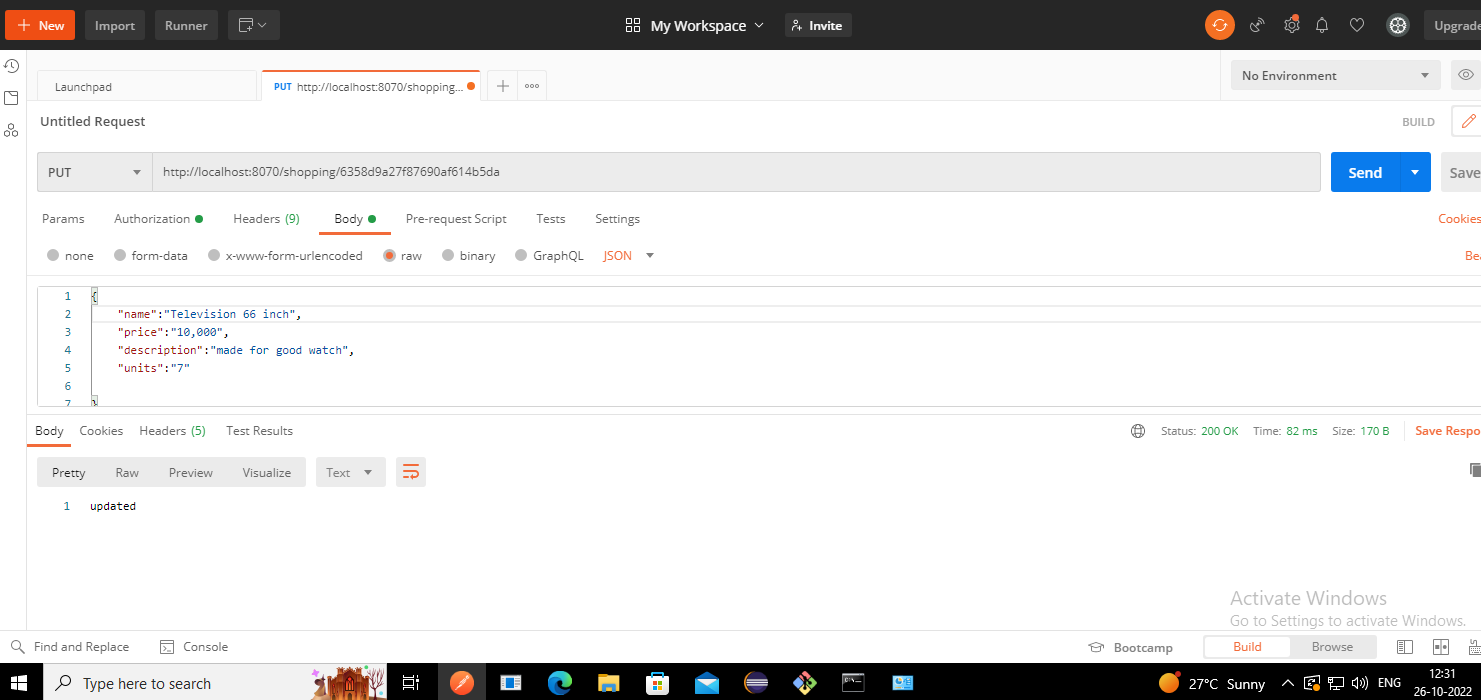 New Import Runner My Workspace Invite Upgrade
Launchpad PUT http://localhost:8070/shopping... No Environment
Untitled Request BUILD
PUT http://localhost:8070/shopping/6358d9a27f87690af614b5da Send Save
Params Authorization Headers (9) Body Pre-request Script Tests Settings Cookies
none form-data x-www-form-urlencoded raw binary GraphQL JSON Bea
1 {
2 "name":"Television 66 inch",
3 "price":"10,000",
4 "description":"made for good watch",
5 "units":"7"
6
7 }
Body Cookies Headers (5) Test Results Status: 200 OK Time: 82 ms Size: 170 B Save Respo
Pretty Raw Preview Visualize Text
1 updated
Activate Windows
Go to Settings to activate Windows.
Find and Replace Console Bootcamp Build Browse
Type here to search 27°C Sunny ENG 12:31
26-10-2022